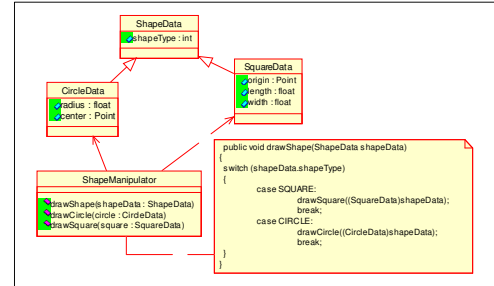 ShapeData
shapeType : int
CircleData
radius : float
center : Point
SquareData
origin : Point
length : float
width : float
ShapeManipulator
drawShape(shapeData : ShapeData)
drawCircle(circle : CircleData)
drawSquare(square : SquareData)
public void drawShape(ShapeData shapeData)
{
switch (shapeData.shapeType)
{
case SQUARE:
drawSquare((SquareData)shapeData);
break;
case CIRCLE:
drawCircle((CircleData)shapeData);
break;
}
}